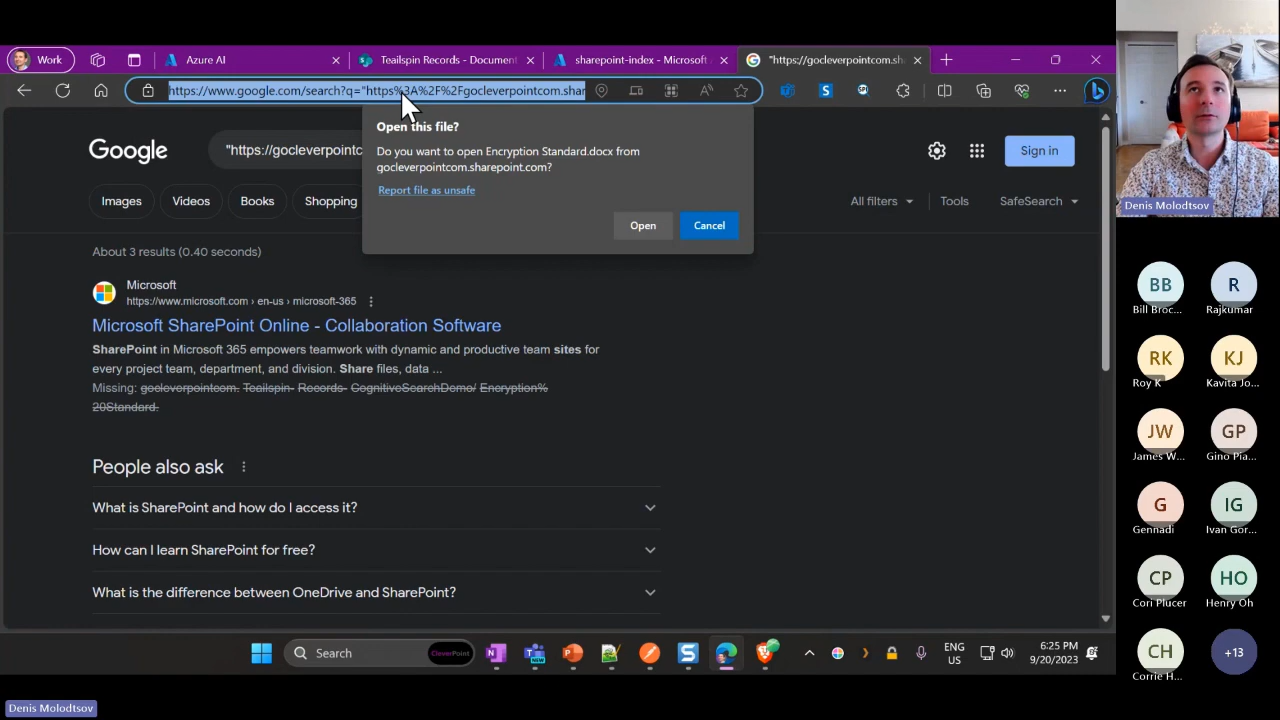 Work
Azure AI
Teailspin Records - Document
sharepoint-index - Microsoft
"https://gocleverpointcom.sh
https://www.google.com/search?q="https%3A%2F%2Fgocleverpointcom.shar
Google
"https://gocleverpointc
Sign in
Open this file?
Do you want to open Encryption Standard.docx from
gocleverpointcom.sharepoint.com?
Report file as unsafe
Open
Cancel
Images
Videos
Books
Shopping
All filters
Tools
SafeSearch
About 3 results (0.40 seconds)
Microsoft
https://www.microsoft.com › en-us › microsoft-365
Microsoft SharePoint Online - Collaboration Software
SharePoint in Microsoft 365 empowers teamwork with dynamic and productive team sites for
every project team, department, and division. Share files, data ...
Missing: gocleverpointcom. Teailspin- Records- CognitiveSearchDemo/ Encryption%
20Standard.
People also ask
What is SharePoint and how do I access it?
How can I learn SharePoint for free?
What is the difference between OneDrive and SharePoint?
Search
CleverPoint
ENG
US
6:25 PM
9/20/2023
Denis Molodtsov
BB
Bill Broc...
R
Rajkumar
RK
Roy K
KJ
Kavita Jo...
JW
James W...
GP
Gino Pia...
G
Gennadi
IG
Ivan Gor...
CP
Cori Plucer
HO
Henry Oh
CH
Corrie H...
+13
Denis Molodtsov